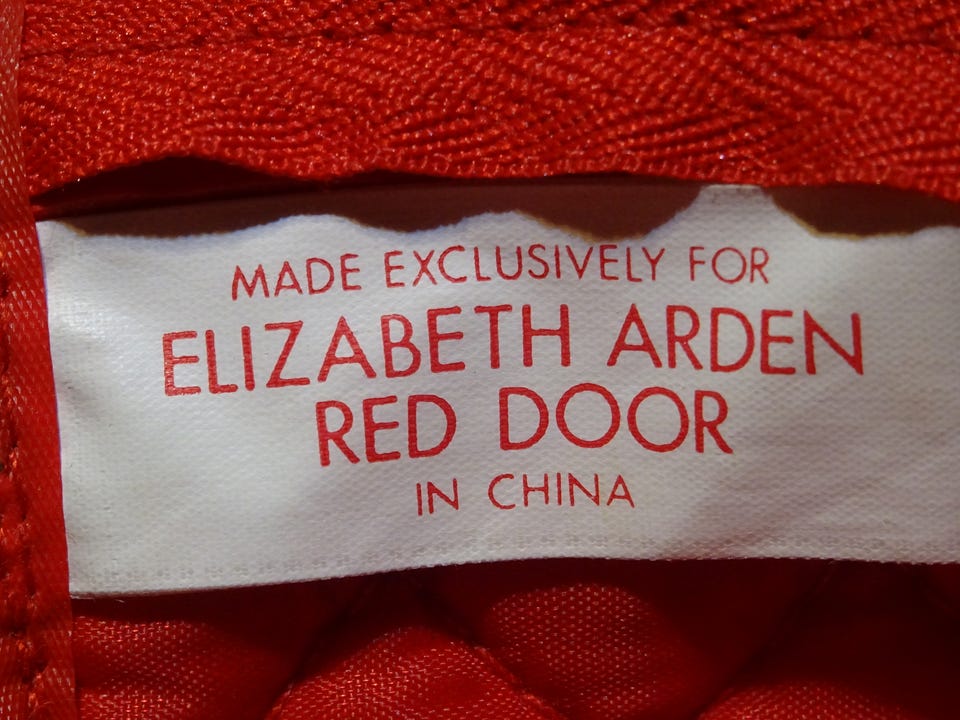 MADE EXCLUSIVELY FOR
ELIZABETH ARDEN
RED DOOR
IN CHINA